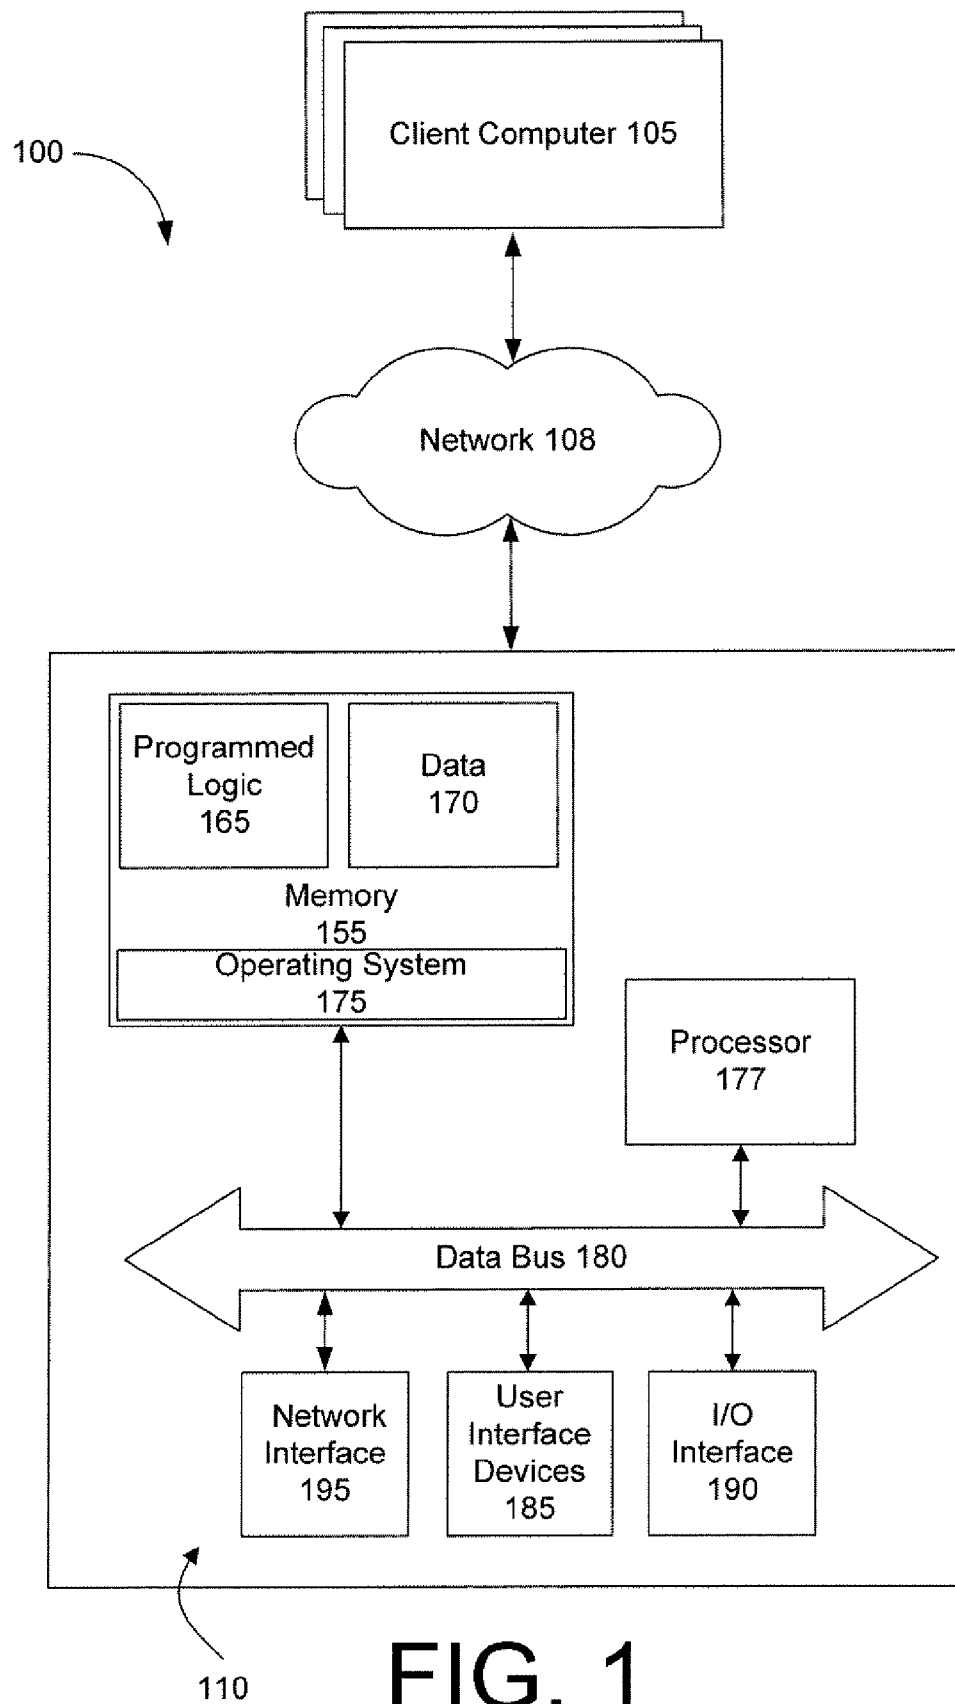 Client Computer 105
100
Network 108
Programmed
Logic
165
Data
170
Memory
155
Operating System
175
Processor
177
Data Bus 180
Network
Interface
195
User
Interface
Devices
185
I/O
Interface
190
110
FIG. 1